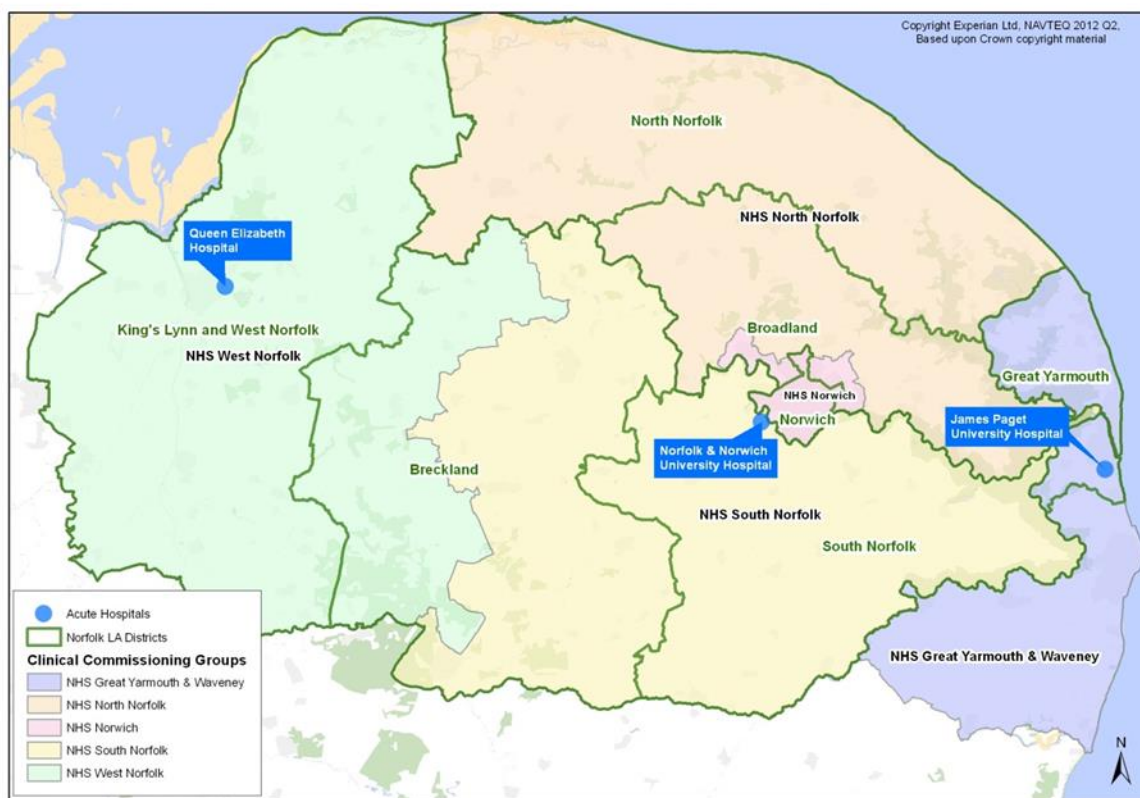 Copyright Experian Ltd, NAVTEQ 2012 Q2,
Based upon Crown copyright material
North Norfolk
NHS North Norfolk
Queen Elizabeth
Hospital
King's Lynn and West Norfolk
NHS West Norfolk
Broadland
Great Yarmouth
NHS Norwich
Norwich
James Paget
University Hospital
Norfolk & Norwich
University Hospital
Breckland
NHS South Norfolk
South Norfolk
NHS Great Yarmouth & Waveney
Acute Hospitals
Norfolk LA Districts
Clinical Commissioning Groups
NHS Great Yarmouth & Waveney
NHS North Norfolk
NHS Norwich
NHS South Norfolk
NHS West Norfolk
N